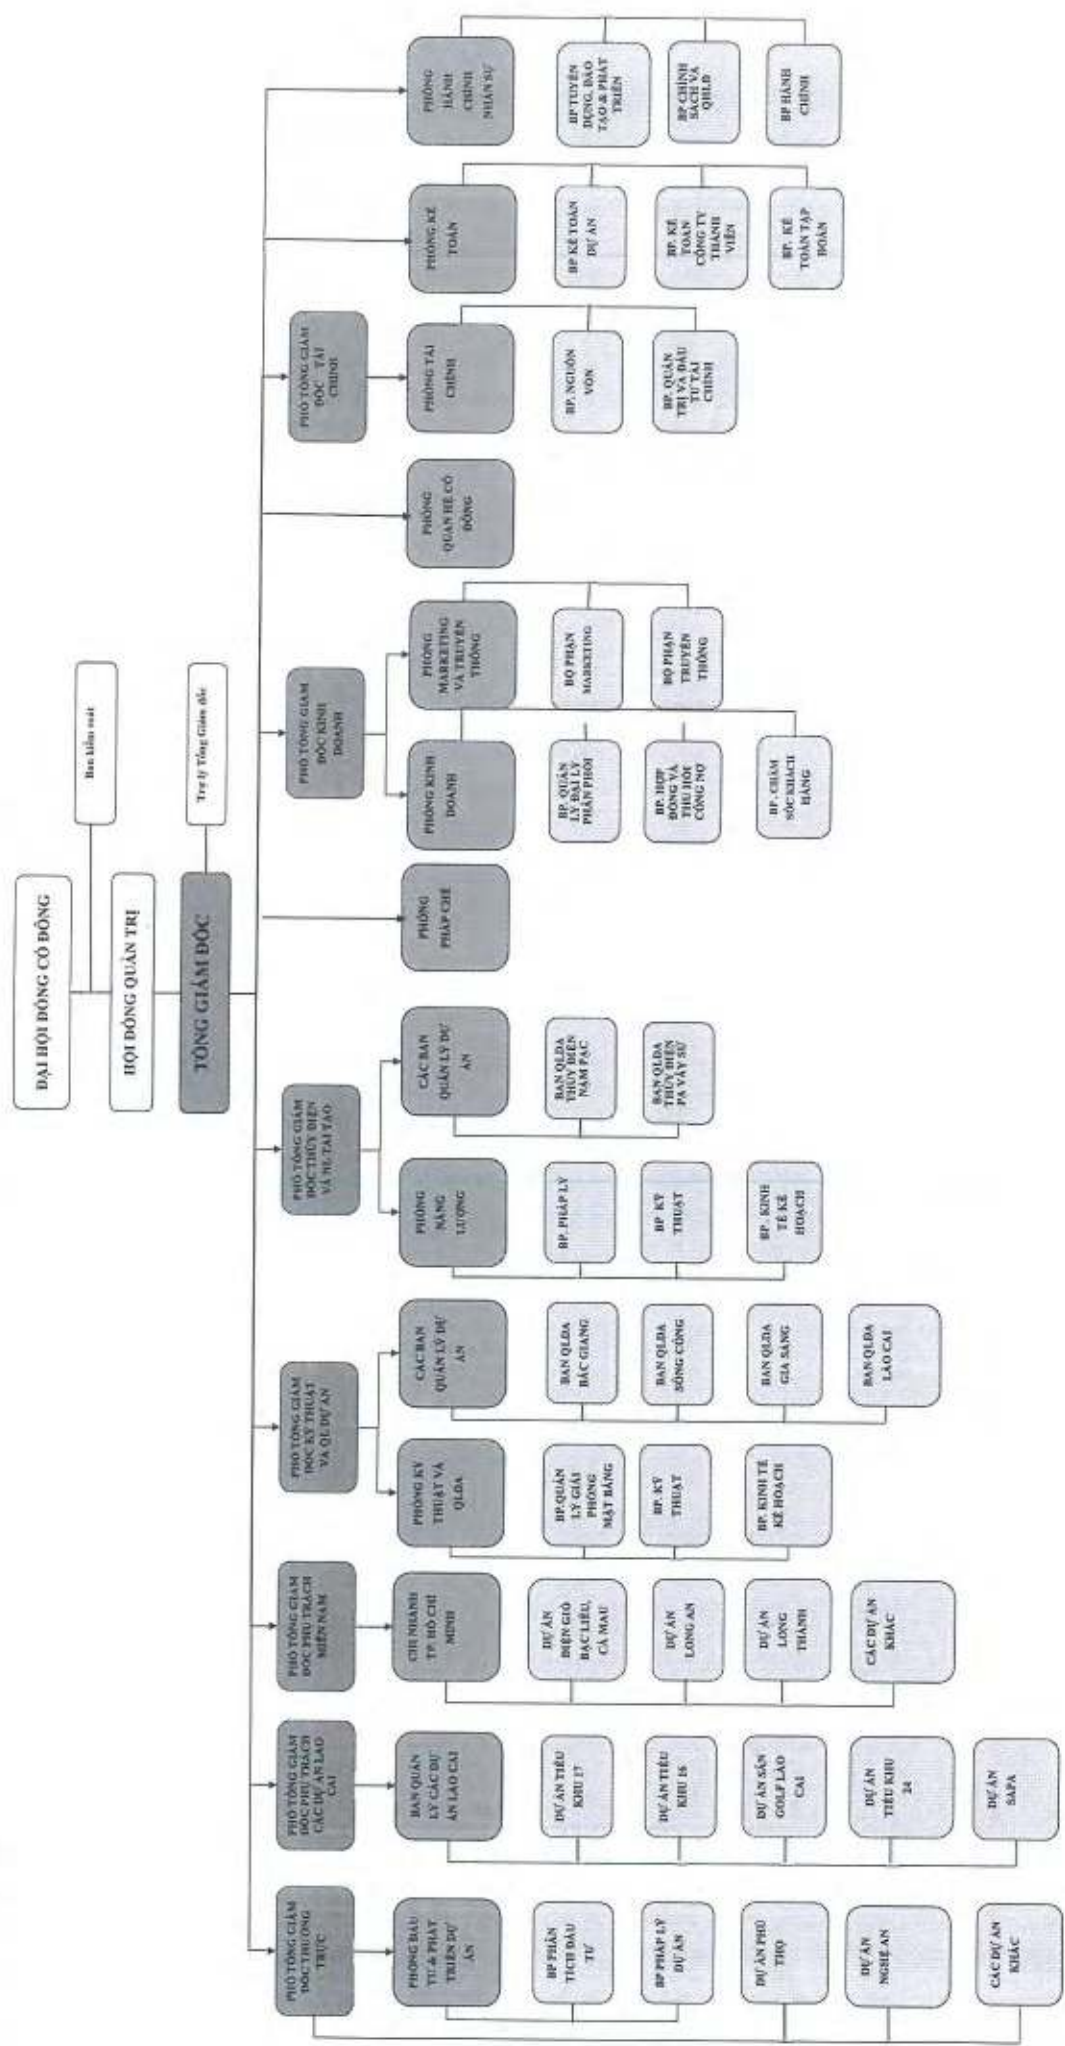 ĐẠI HỘI ĐỒNG CỔ ĐÔNG
Ban kiểm soát
HỘI ĐỒNG QUẢN TRỊ
TỔNG GIÁM ĐỐC
Trợ lý Tổng Giám đốc
PHÓ TỔNG GIÁM
ĐỐC THƯỜNG
TRỰC
PHÓ TỔNG GIÁM
ĐỐC PHỤ TRÁCH
CÁC DỰ ÁN LÀO
CAI
PHÓ TỔNG GIÁM
ĐỐC PHỤ TRÁCH
MIỀN NAM
PHÓ TỔNG GIÁM
ĐỐC KỸ THUẬT
VÀ QL DỰ ÁN
PHÓ TỔNG GIÁM
ĐỐC THỦY ĐIỆN
VÀ NL TÁI TẠO
PHÓ TỔNG GIÁM
ĐỐC KINH
DOANH
PHÓ TỔNG GIÁM
ĐỐC TÀI
CHÍNH
PHÒNG ĐẦU
TƯ & PHÁT
TRIỂN DỰ
ÁN
BAN QUẢN
LÝ CÁC DỰ
ÁN LÀO CAI
CHI NHÁNH
TP. HỒ CHÍ
MINH
PHÒNG KỸ
THUẬT VÀ
QLDA
CÁC BAN
QUẢN LÝ DỰ
ÁN
PHÒNG
NĂNG
LƯỢNG
CÁC BAN
QUẢN LÝ DỰ
ÁN
PHÒNG
PHÁP CHẾ
PHÒNG KINH
DOANH
PHÒNG
MARKETING
VÀ TRUYỀN
THÔNG
PHÒNG
QUAN HỆ CỔ
ĐÔNG
PHÒNG TÀI
CHÍNH
PHÒNG KẾ
TOÁN
PHÒNG
HÀNH
CHÍNH
NHÂN SỰ
BP PHÂN
TÍCH ĐẦU
TƯ
DỰ ÁN TIỂU
KHU 17
DỰ ÁN
ĐIỆN GIÓ
BẠC LIÊU,
CÀ MAU
BP. QUẢN
LÝ GIẢI
PHÓNG
MẶT BẰNG
BAN QLDA
BẮC GIANG
BP. PHÁP LÝ
BAN QLDA
THỦY ĐIỆN
NẬM PẠC
BP. QUẢN
LÝ ĐẠI LÝ
PHÂN PHỐI
BỘ PHẬN
MARKETING
BP. NGUỒN
VỐN
BP KẾ TOÁN
DỰ ÁN
BP TUYỂN
DỤNG, ĐÀO
TẠO & PHÁT
TRIỂN
BP PHÁP LÝ
DỰ ÁN
DỰ ÁN TIỂU
KHU 16
DỰ ÁN
LONG AN
BP. KỸ
THUẬT
BAN QLDA
SÔNG CÔNG
BP KỸ
THUẬT
BAN QLDA
THỦY ĐIỆN
PA VÂY SỬ
BP. HỢP
ĐỒNG VÀ
THU HỒI
CÔNG NỢ
BỘ PHẬN
TRUYỀN
THÔNG
BP. QUẢN
TRỊ VÀ ĐẦU
TƯ TÀI
CHÍNH
BP. KẾ
TOÁN
CÔNG TY
THÀNH
VIÊN
BP CHÍNH
SÁCH VÀ
QHLĐ
DỰ ÁN PHÚ
THỌ
DỰ ÁN SÂN
GOLF LÀO
CAI
DỰ ÁN
LONG
THÀNH
BP. KINH TẾ
KẾ HOẠCH
BAN QLDA
GIA SÀNG
BP. KINH
TẾ KẾ
HOẠCH
BP. CHĂM
SÓC KHÁCH
HÀNG
BP. KẾ
TOÁN TẬP
ĐOÀN
BP HÀNH
CHÍNH
DỰ ÁN
NGHỆ AN
DỰ ÁN
TIỂU KHU
24
CÁC DỰ ÁN
KHÁC
BAN QLDA
LÀO CAI
CÁC DỰ ÁN
KHÁC
DỰ ÁN
SAPA